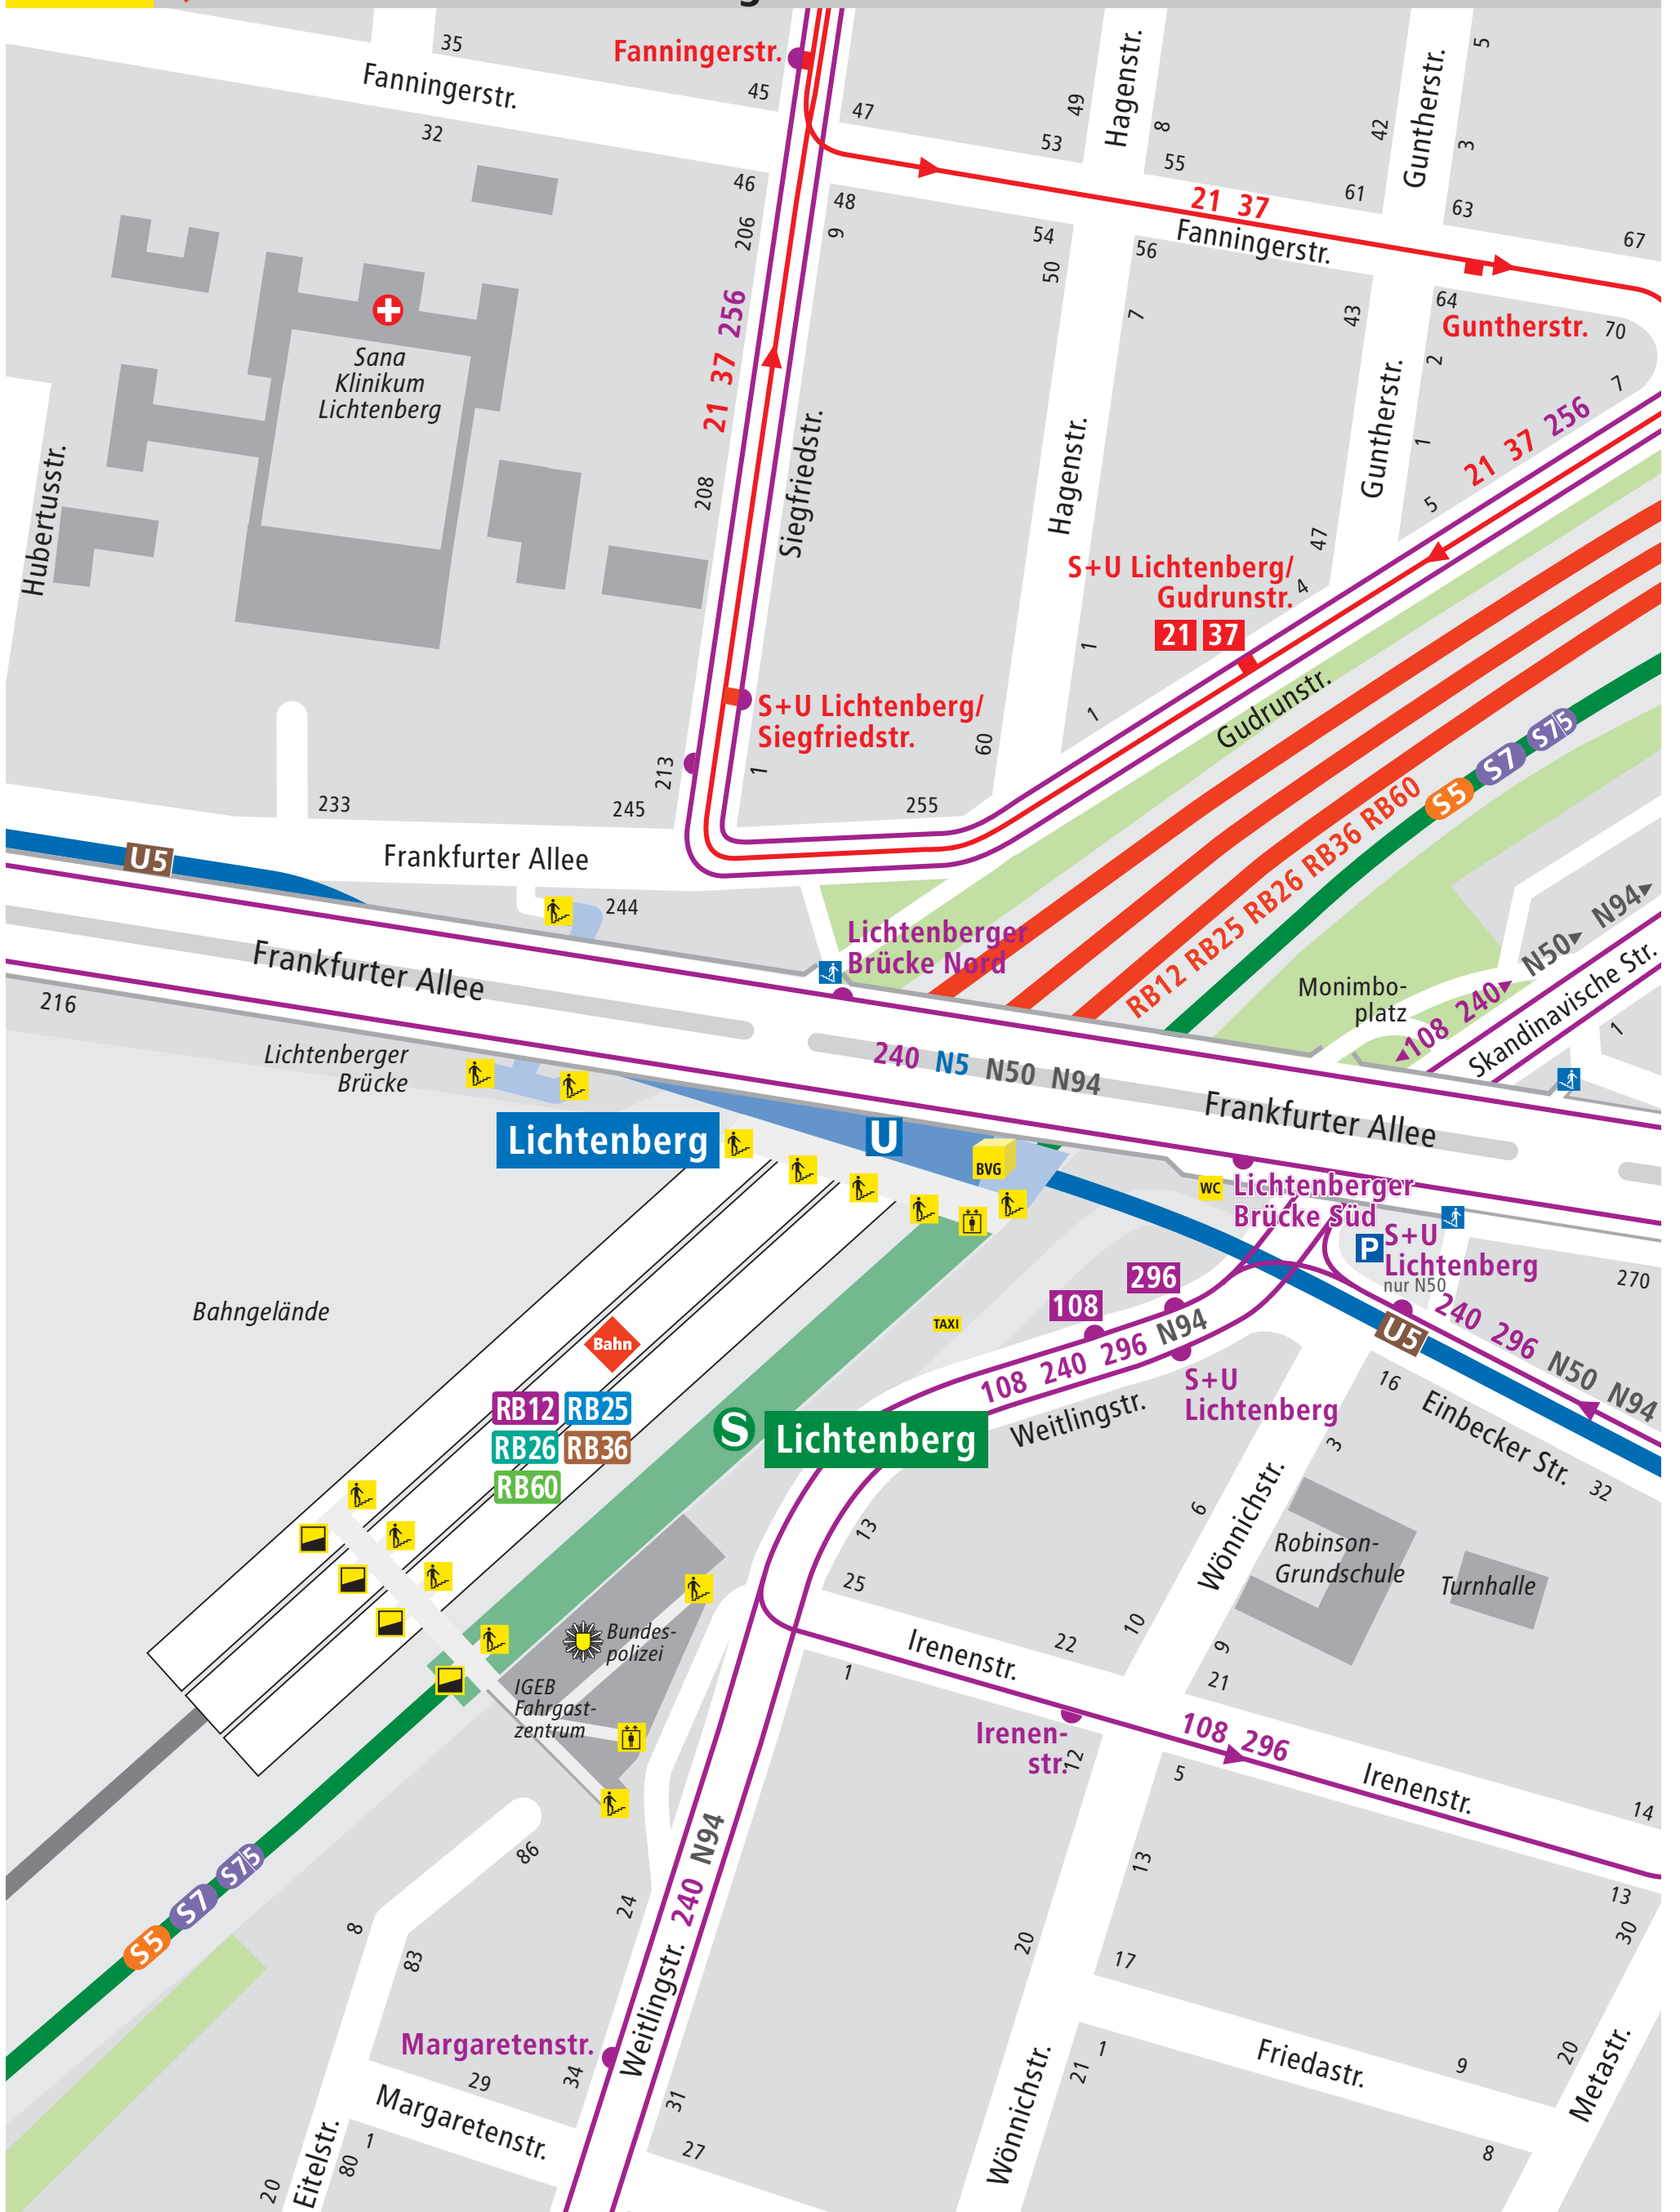 35
Fanningerstr.
Fanningerstr.
45
47
32
46
48
206
9
49
Hagenstr.
8
53
55
42
Guntherstr.
5
3
61
63
67
21 37
Fanningerstr.
54
56
50
7
43
64
Guntherstr.
70
2
7
Guntherstr.
1
5
47
4
21 37 256
Sana
Klinikum
Lichtenberg
Hubertusstr.
21 37 256
208
Siegfriedstr.
Hagenstr.
1
1
60
S+U Lichtenberg/
Gudrunstr.
21 37
Gudrunstr.
S+U Lichtenberg/
Siegfriedstr.
213
1
233
245
255
U5
Frankfurter Allee
244
Frankfurter Allee
216
Lichtenberger
Brücke Nord
RB12 RB25 RB26 RB36 RB60
S5
S7
S75
Monimbo-
platz
N50
N94
108 240
Skandinavische Str.
1
Lichtenberger
Brücke
240 N5 N50 N94
Frankfurter Allee
Lichtenberg
U
BVG
WC
Lichtenberger
Brücke Süd
P
S+U
Lichtenberg
nur N50
270
Bahngelände
TAXI
296
108
108 240 296 N94
S+U
Lichtenberg
Weitlingstr.
U5
240 296 N50 N94
16
Einbecker Str.
32
Bahn
RB12 RB25
RB26 RB36
RB60
S
Lichtenberg
13
25
6
3
Wönnichstr.
Robinson-
Grundschule
Turnhalle
10
9
21
22
Irenenstr.
1
Bundes-
polizei
IGEB
Fahrgast-
zentrum
Irenen-
str.
12
108 296
5
Irenenstr.
14
13
30
S75
S7
S5
86
8
83
24
Weitlingstr. 240 N94
13
20
17
Margaretenstr.
29
34
31
27
Margaretenstr.
1
Eitelstr.
80
20
Wönnichstr.
21
1
Friedastr.
9
20
Metastr.
8